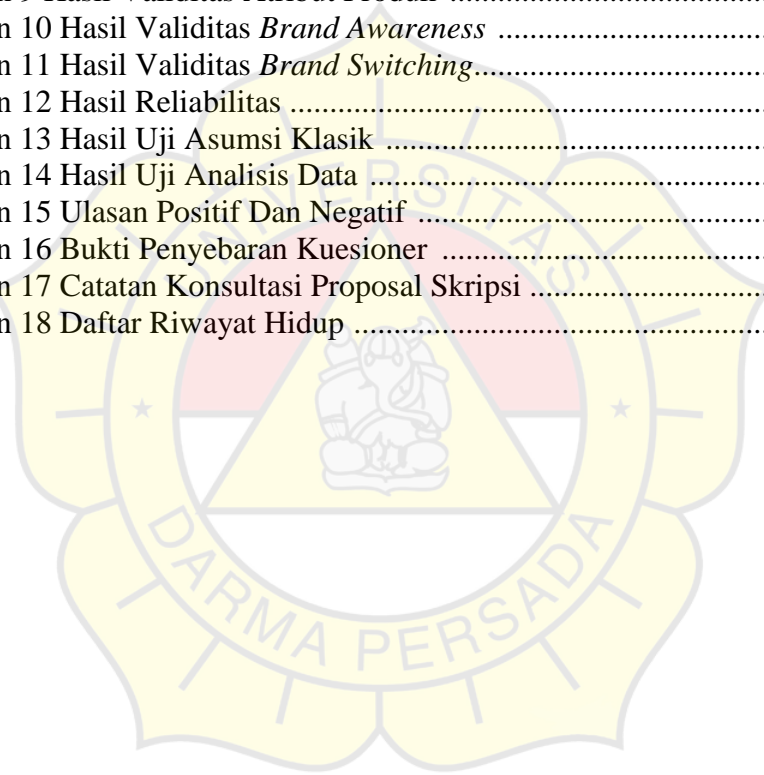 n 10 Hasil Validitas Brand Awareness ....................................
n 11 Hasil Validitas Brand Switching....................................
n 12 Hasil Reliabilitas ....................................
n 13 Hasil Uji Asumsi Klasik ....................................
n 14 Hasil Uji Analisis Data ....................................
n 15 Ulasan Positif Dan Negatif ....................................
n 16 Bukti Penyebaran Kuesioner ....................................
n 17 Catatan Konsultasi Proposal Skripsi ....................................
n 18 Daftar Riwayat Hidup ....................................
UNIVERSITAS
DARMA PERSADA